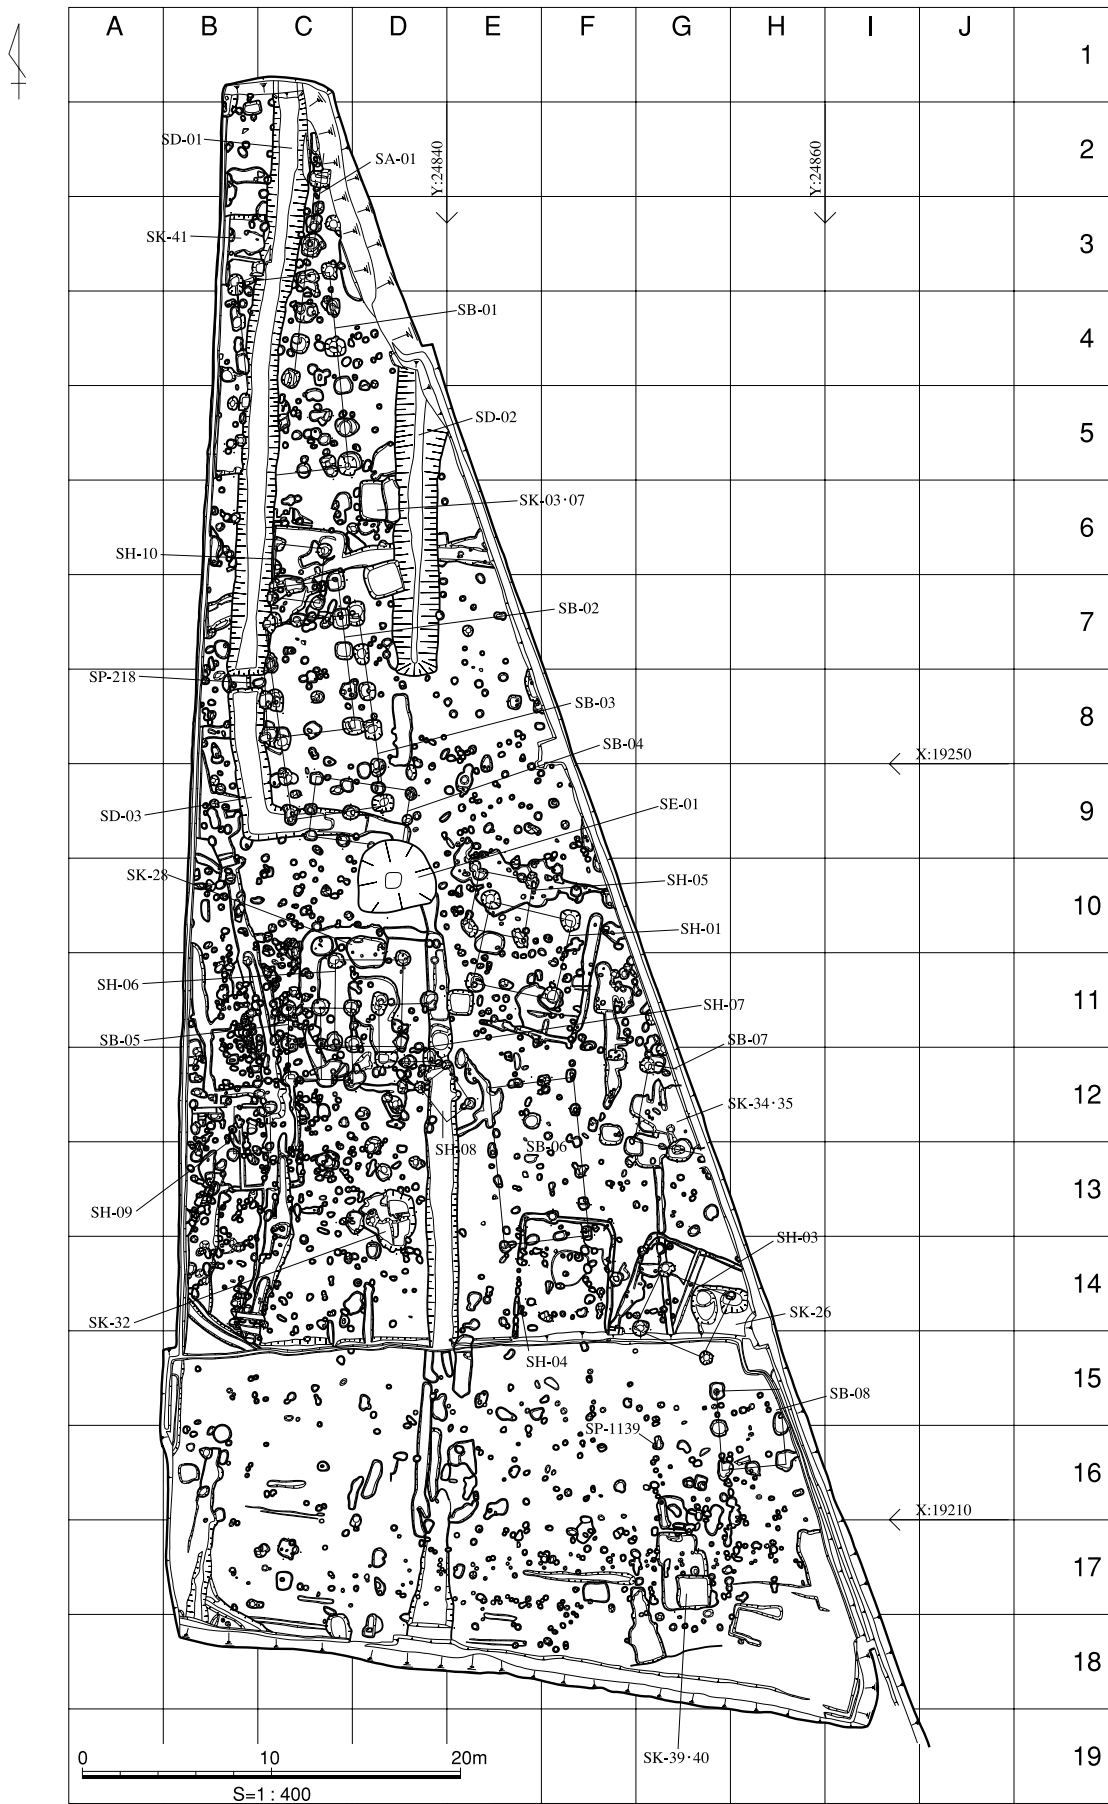 A B C D E F G H I J
1
2
3
4
5
6
7
8
9
10
11
12
13
14
15
16
17
18
19
SD-01
SA-01
Y:24840
Y:24860
SK-41
SB-01
SD-02
SK-03·07
SH-10
SB-02
SP-218
SB-03
SB-04
X:19250
SD-03
SE-01
SK-28
SH-05
SH-01
SH-06
SH-07
SB-05
SB-07
SK-34·35
SH-08
SB-06
SH-09
SH-03
SK-32
SK-26
SH-04
SB-08
SP-1139
X:19210
SK-39·40
0 10 20m
S=1 : 400